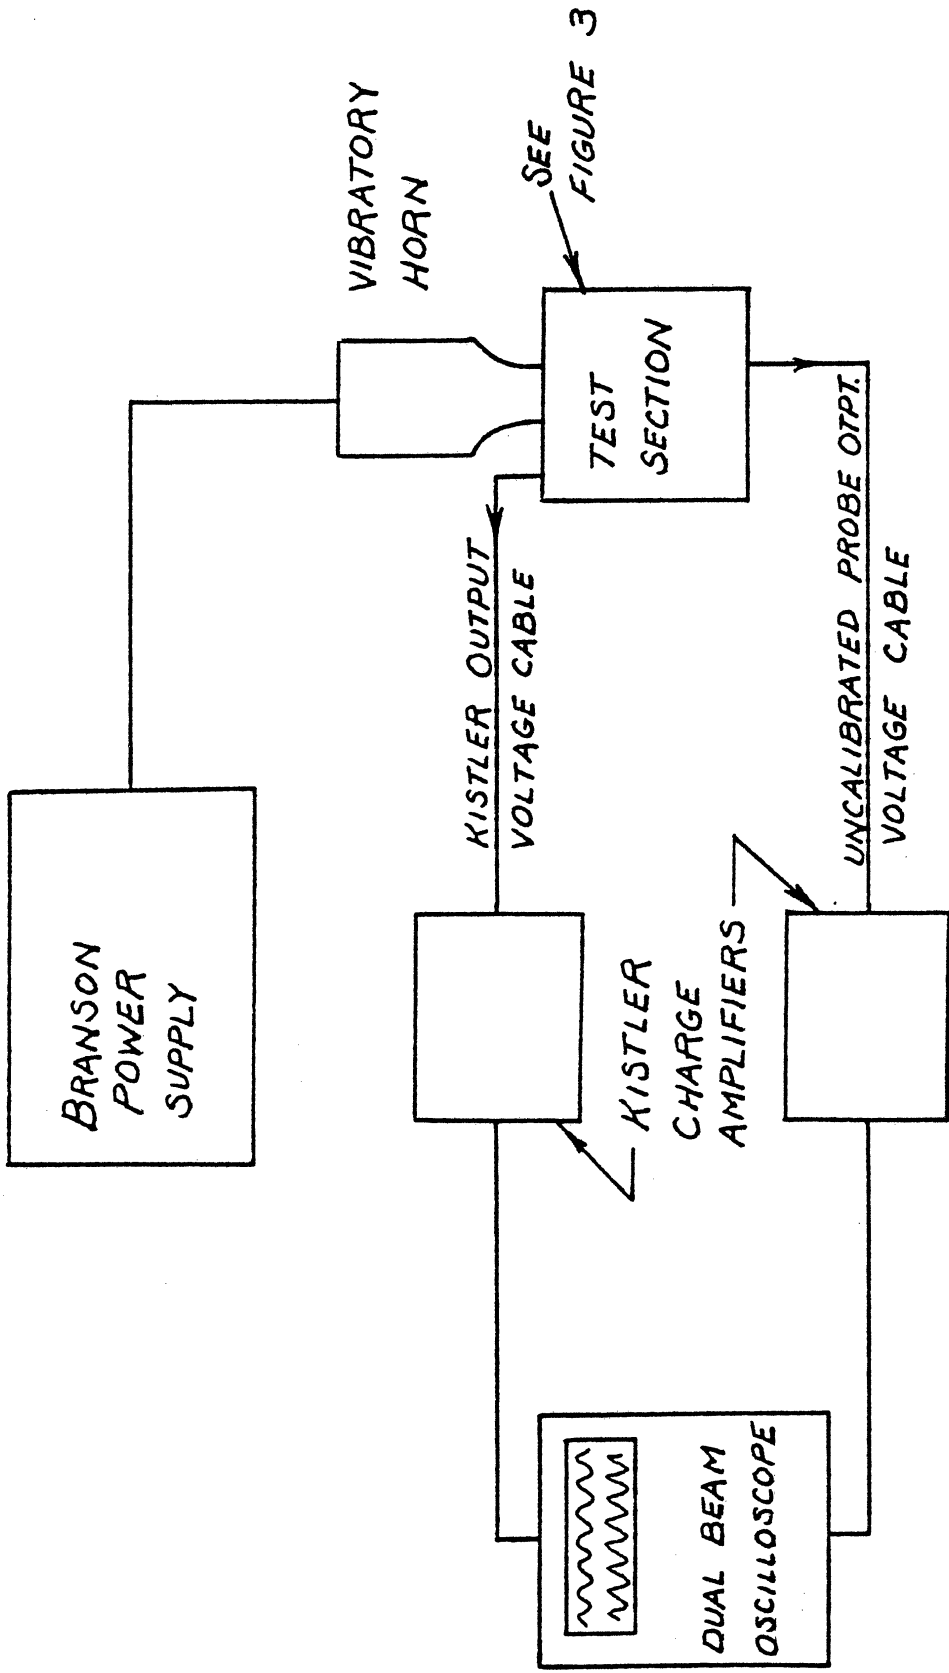 BRANSON
POWER
SUPPLY
VIBRATORY
HORN
KISTLER OUTPUT
VOLTAGE CABLE
TEST
SECTION
SEE
FIGURE 3
KISTLER
CHARGE
AMPLIFIERS
UNCALIBRATED PROBE OTPT.
VOLTAGE CABLE
DUAL BEAM
OSCILLOSCOPE